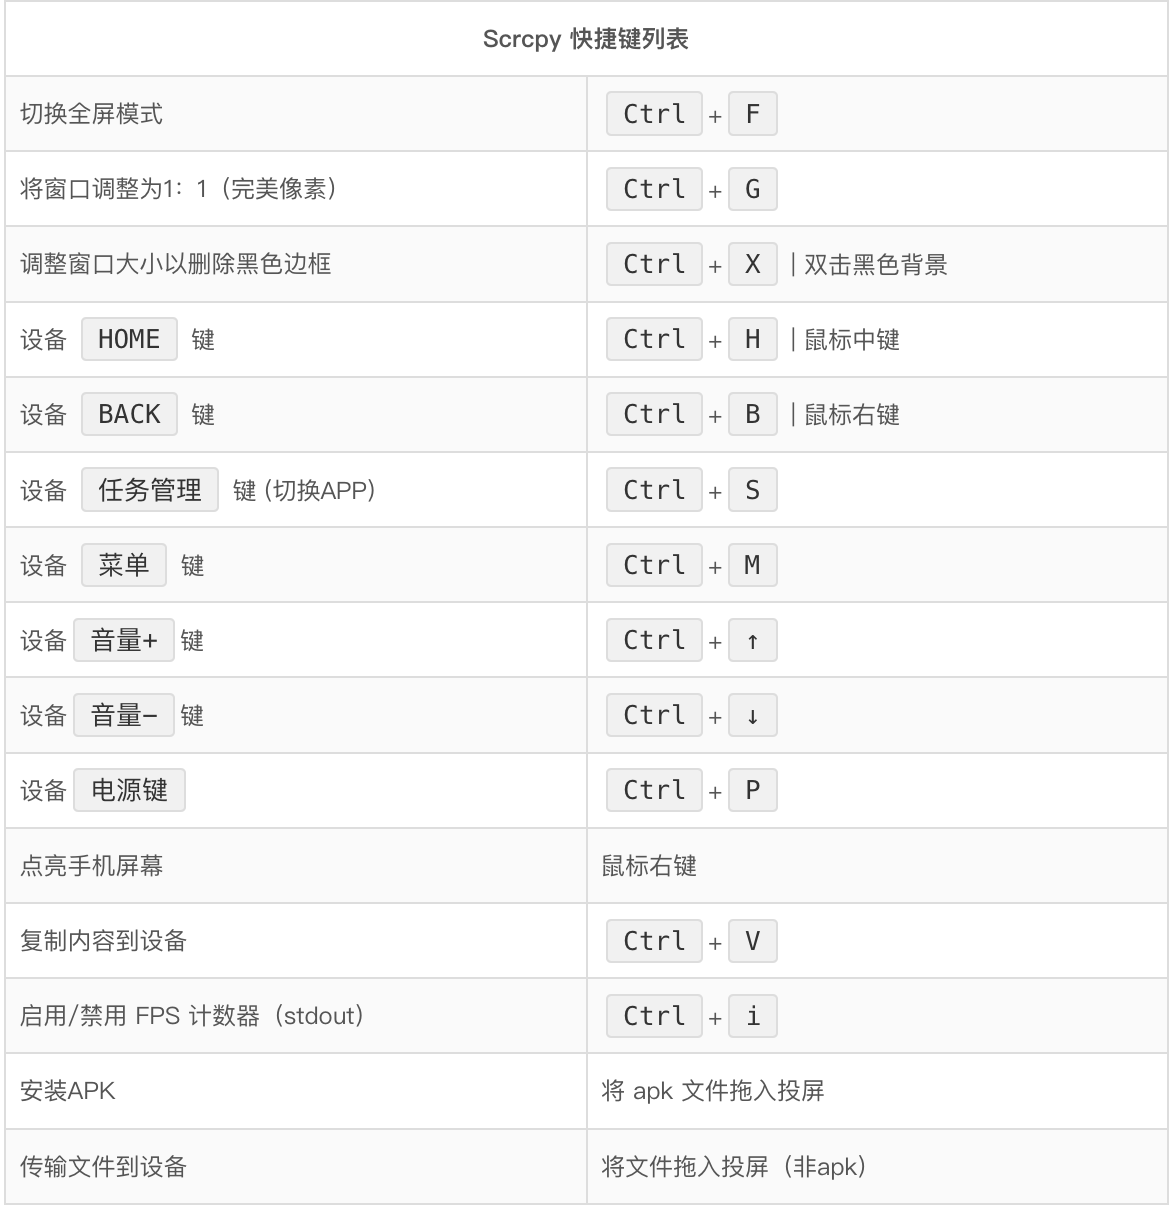 Scrcpy 快捷键列表
切换全屏模式 Ctrl + F
将窗口调整为1：1（完美像素） Ctrl + G
调整窗口大小以删除黑色边框 Ctrl + X | 双击黑色背景
设备 HOME 键 Ctrl + H | 鼠标中键
设备 BACK 键 Ctrl + B | 鼠标右键
设备 任务管理 键 (切换APP) Ctrl + S
设备 菜单 键 Ctrl + M
设备 音量+ 键 Ctrl + ↑
设备 音量- 键 Ctrl + ↓
设备 电源键 Ctrl + P
点亮手机屏幕 鼠标右键
复制内容到设备 Ctrl + V
启用/禁用 FPS 计数器（stdout） Ctrl + i
安装APK 将 apk 文件拖入投屏
传输文件到设备 将文件拖入投屏（非apk）